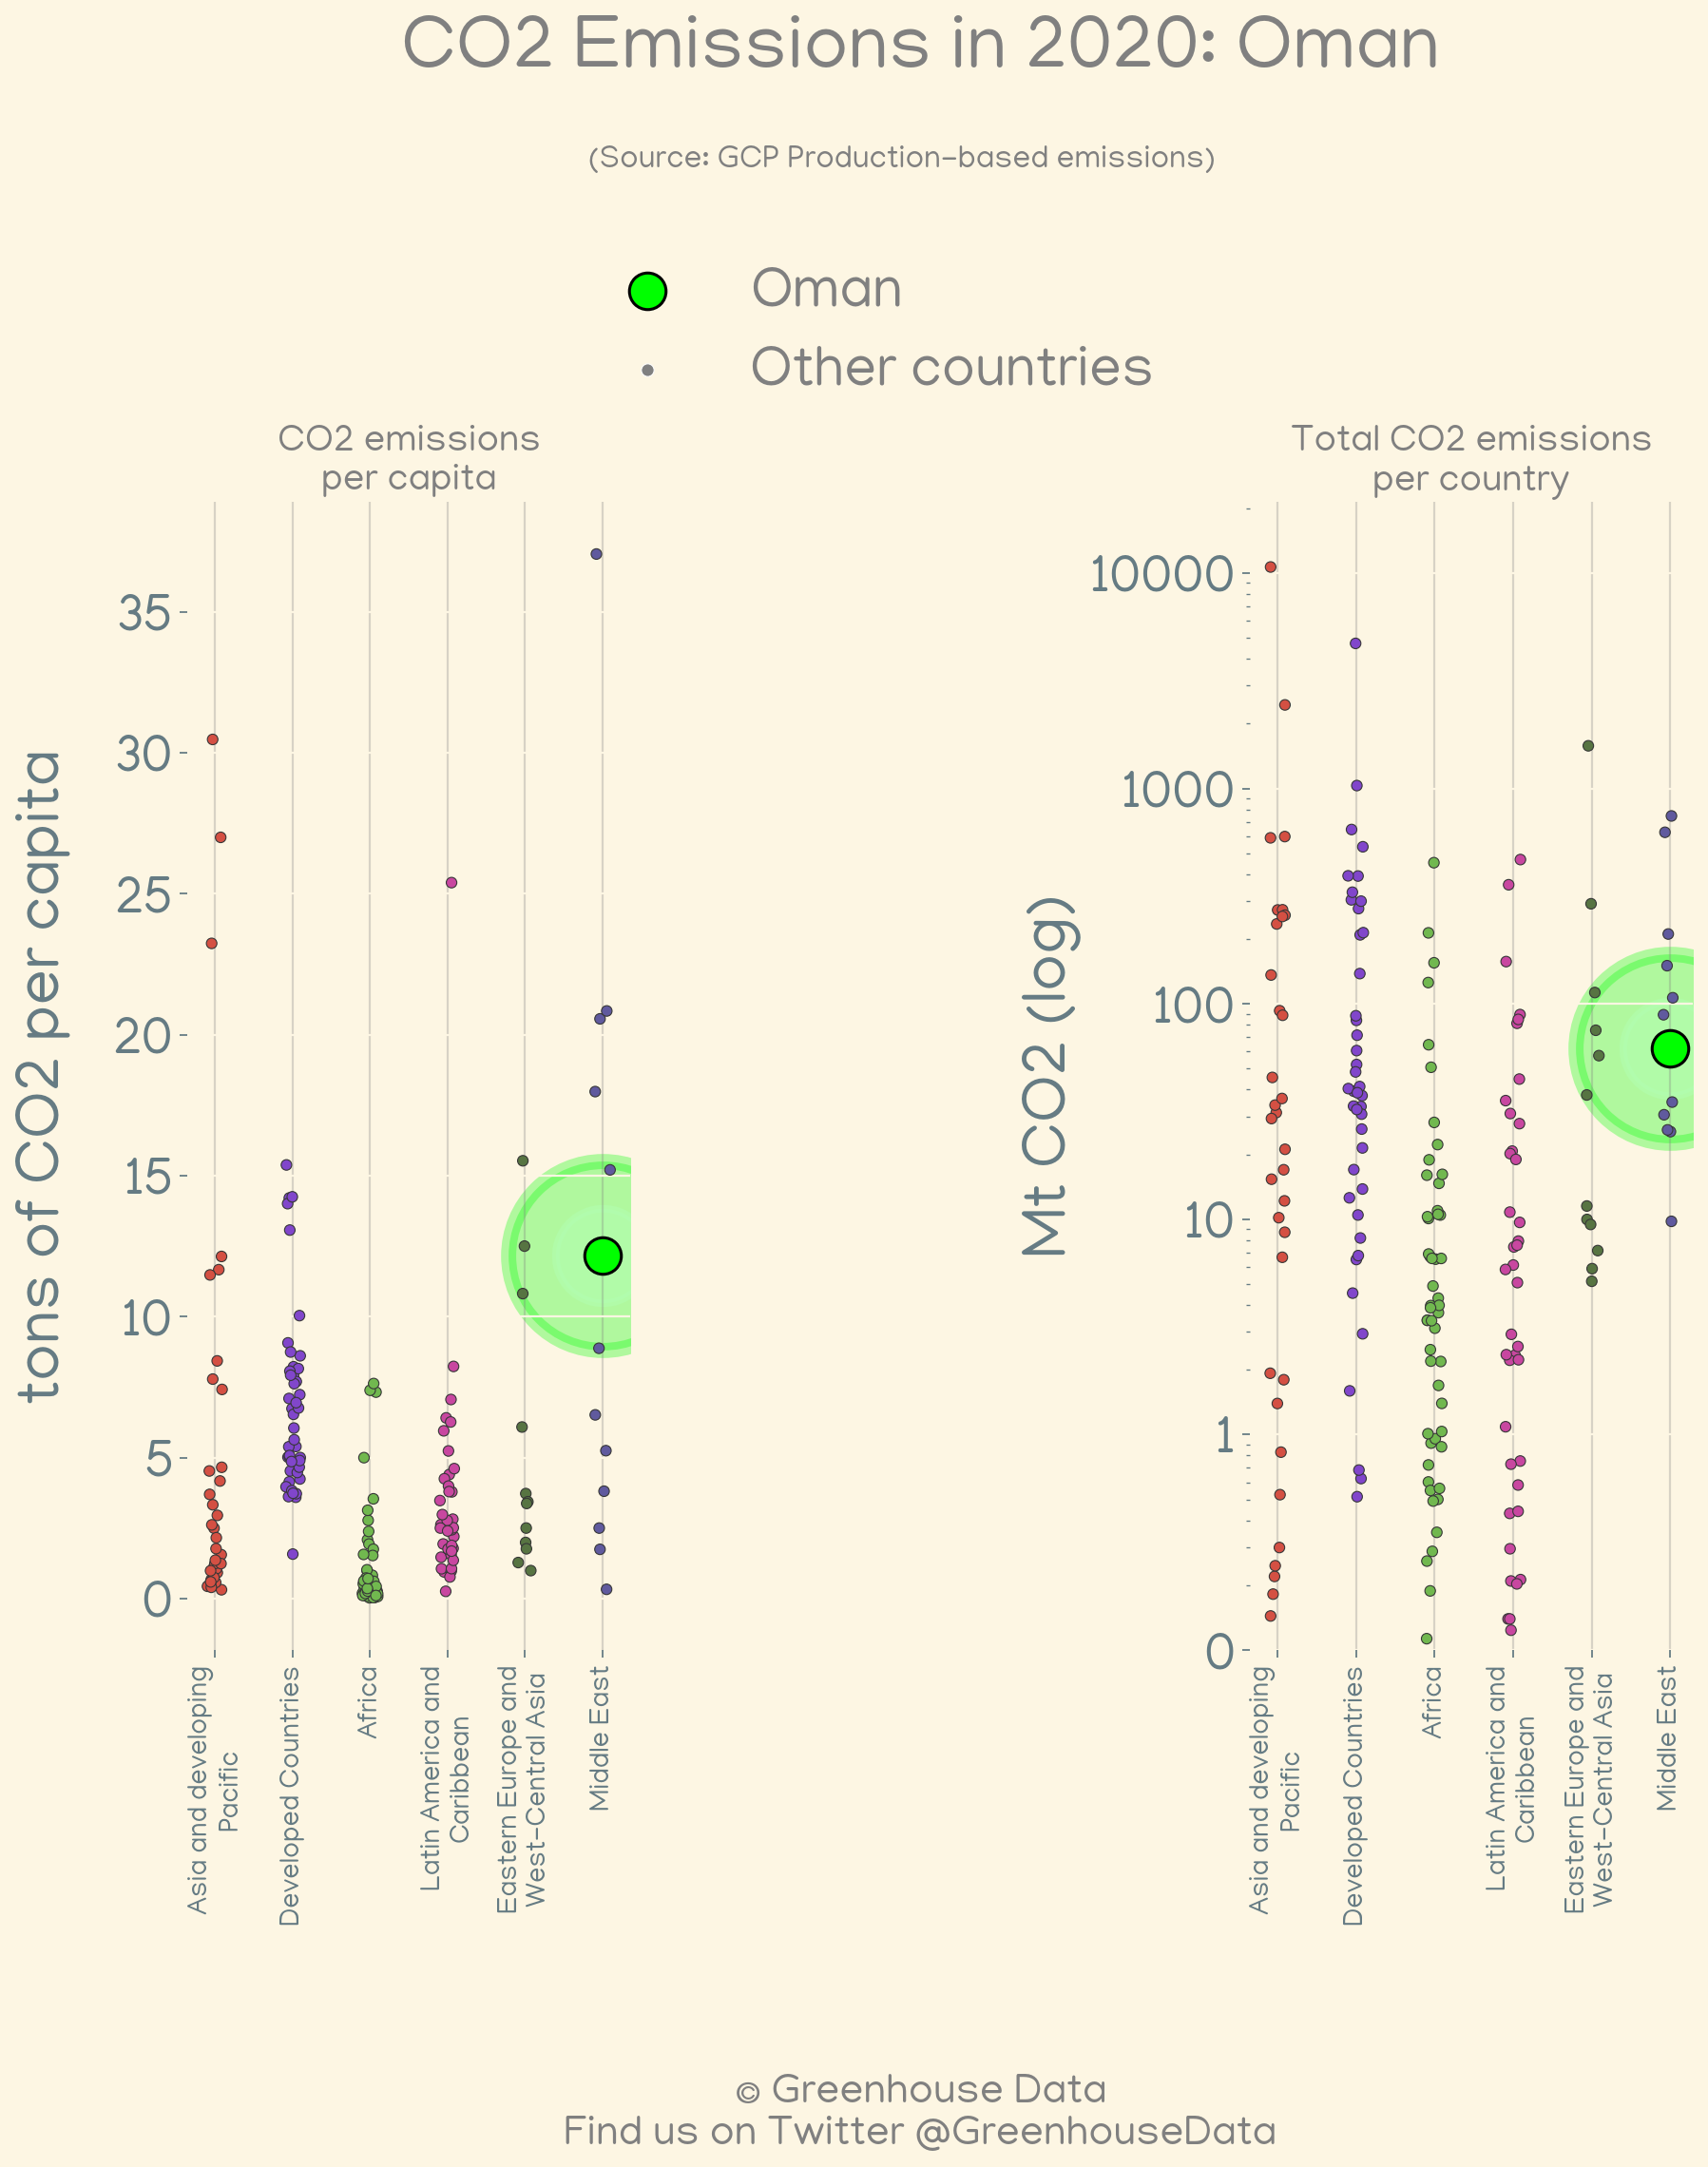 CO2 Emissions in 2020: Oman
(Source: GCP Production-based emissions)
Oman
Other countries
CO2 emissions
per capita
tons of CO2 per capita
35
30
25
20
15
10
5
0
Asia and developing
Pacific
Developed Countries
Africa
Latin America and
Caribbean
Eastern Europe and
West-Central Asia
Middle East
Total CO2 emissions
per country
Mt CO2 (log)
10000
1000
100
10
1
0
Asia and developing
Pacific
Developed Countries
Africa
Latin America and
Caribbean
Eastern Europe and
West-Central Asia
Middle East
© Greenhouse Data
Find us on Twitter @GreenhouseData